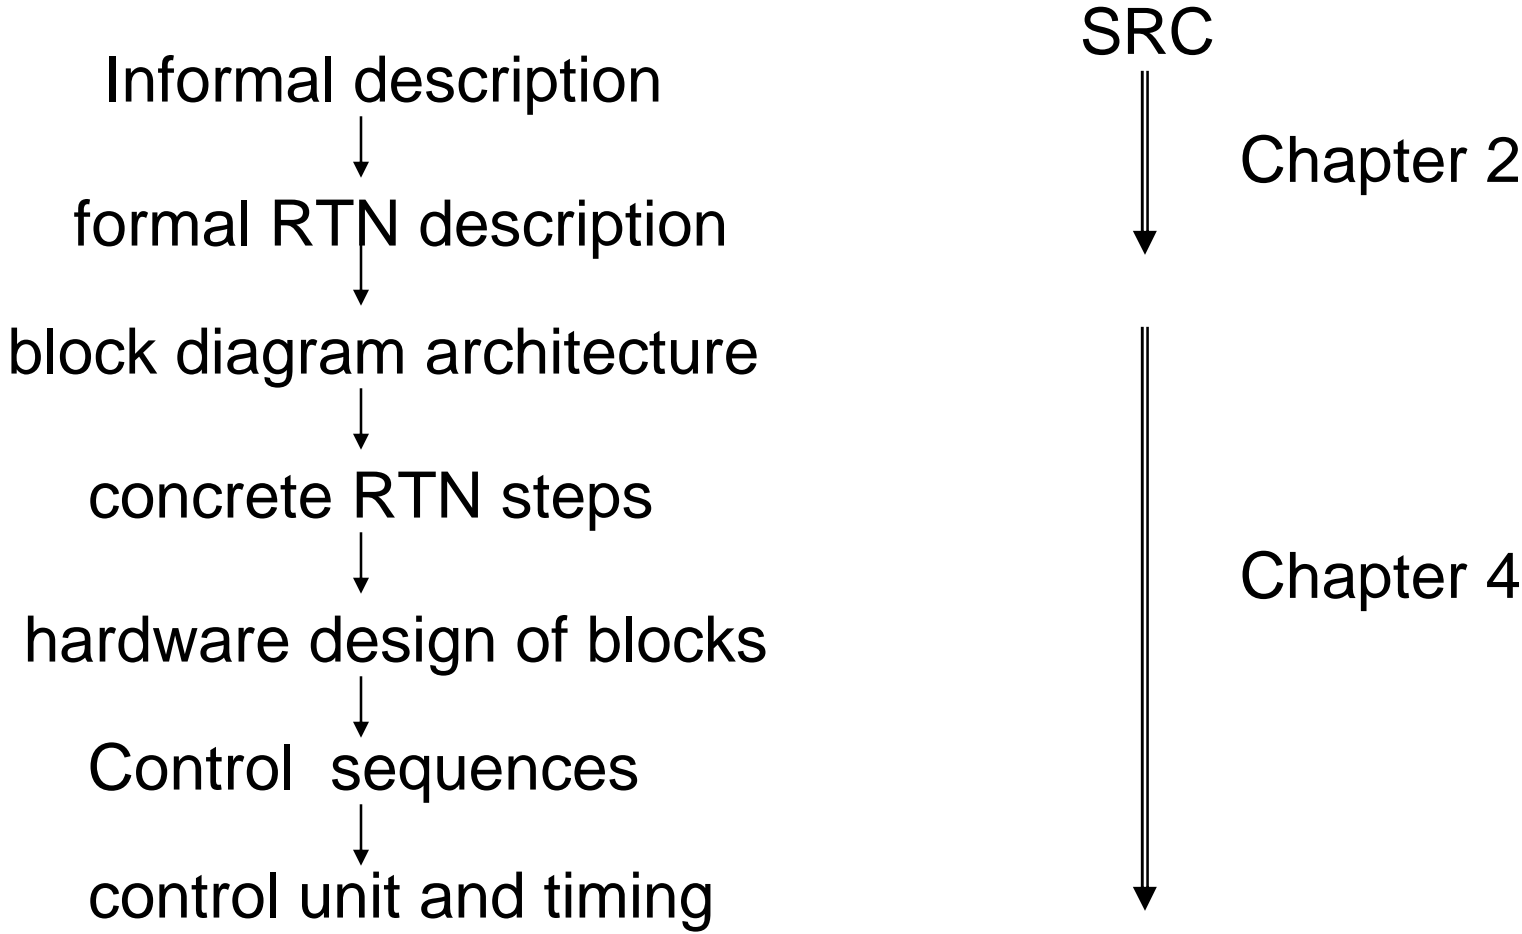 SRC
Informal description
Chapter 2
formal RTN description
block diagram architecture
concrete RTN steps
Chapter 4
hardware design of blocks
Control  sequences
control unit and timing